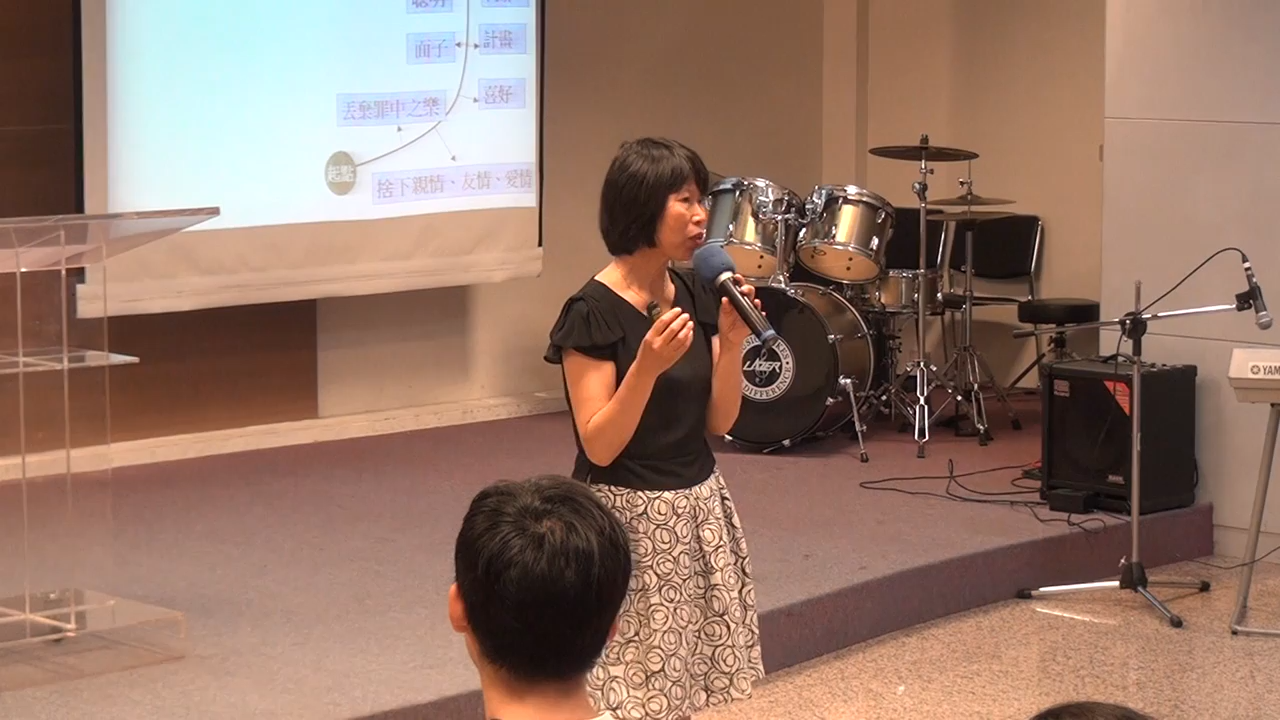 聰明
面子
計畫
喜好
丟棄罪中之樂
起點
捨下親情、友情、愛情
LAZER
DIFFERENCE
YAM